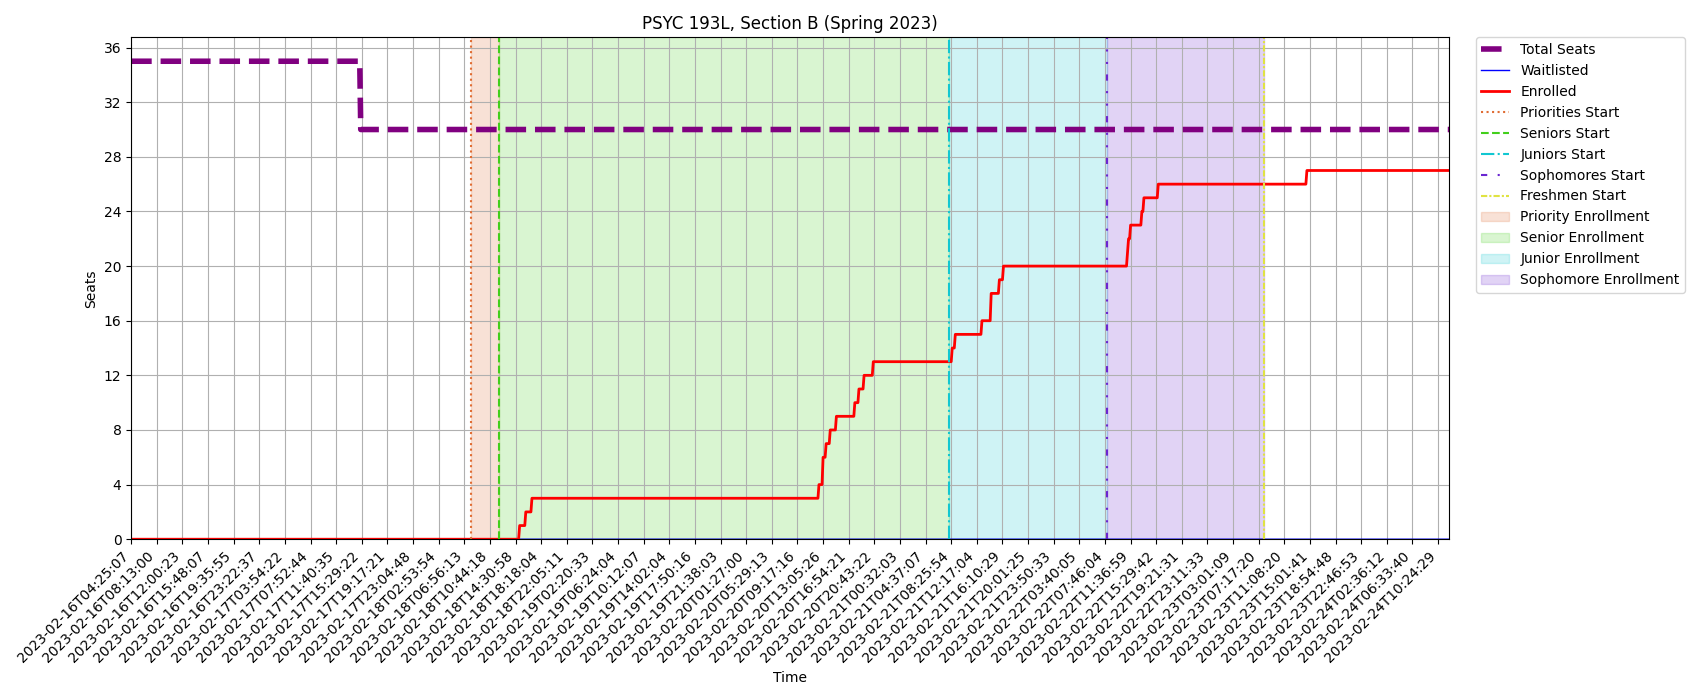 PSYC 193L, Section B (Spring 2023)
36
32
28
24
20
16
12
8
4
0
Seats
2023-02-16T04:25:07
2023-02-16T08:13:00
2023-02-16T12:00:23
2023-02-16T15:48:07
2023-02-16T19:35:55
2023-02-16T23:22:37
2023-02-17T03:54:22
2023-02-17T07:52:44
2023-02-17T11:40:35
2023-02-17T15:29:22
2023-02-17T19:17:21
2023-02-17T23:04:48
2023-02-18T02:53:54
2023-02-18T06:56:13
2023-02-18T10:44:18
2023-02-18T14:30:58
2023-02-18T18:18:04
2023-02-18T22:05:11
2023-02-19T02:20:33
2023-02-19T06:24:04
2023-02-19T10:12:07
2023-02-19T14:02:04
2023-02-19T17:50:16
2023-02-19T21:38:03
2023-02-20T01:27:00
2023-02-20T05:29:13
2023-02-20T09:17:16
2023-02-20T13:05:26
2023-02-20T16:54:21
2023-02-20T20:43:22
2023-02-21T00:32:03
2023-02-21T04:37:07
2023-02-21T08:25:54
2023-02-21T12:17:04
2023-02-21T16:10:29
2023-02-21T20:01:25
2023-02-21T23:50:33
2023-02-22T03:40:05
2023-02-22T07:46:04
2023-02-22T11:36:59
2023-02-22T15:29:42
2023-02-22T19:21:31
2023-02-22T23:11:33
2023-02-23T03:01:09
2023-02-23T07:17:20
2023-02-23T11:08:20
2023-02-23T15:01:41
2023-02-23T18:54:48
2023-02-23T22:46:53
2023-02-24T02:36:12
2023-02-24T06:33:40
2023-02-24T10:24:29
Time
Total Seats
Waitlisted
Enrolled
Priorities Start
Seniors Start
Juniors Start
Sophomores Start
Freshmen Start
Priority Enrollment
Senior Enrollment
Junior Enrollment
Sophomore Enrollment